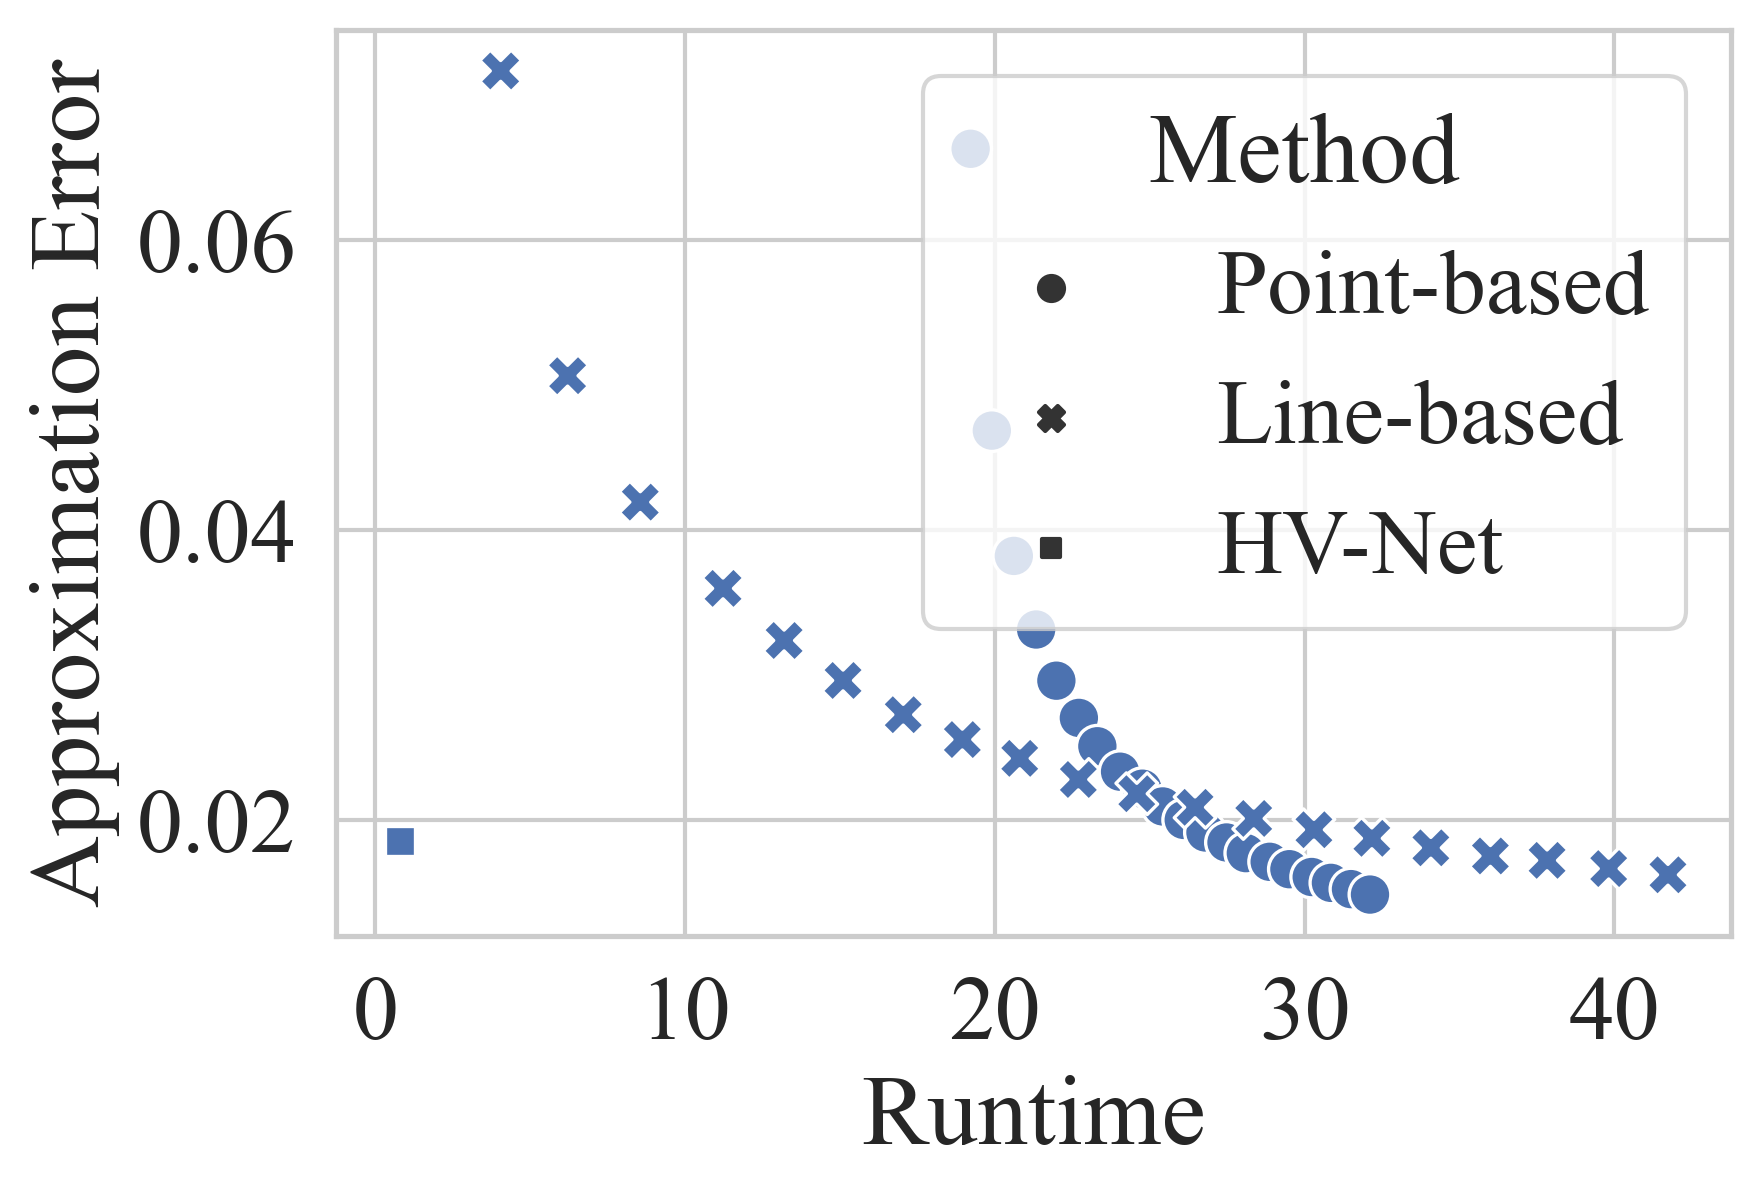 Approximation Error
0.06
0.04
0.02
0 10 20 30 40
Runtime
Method
Point-based
Line-based
HV-Net